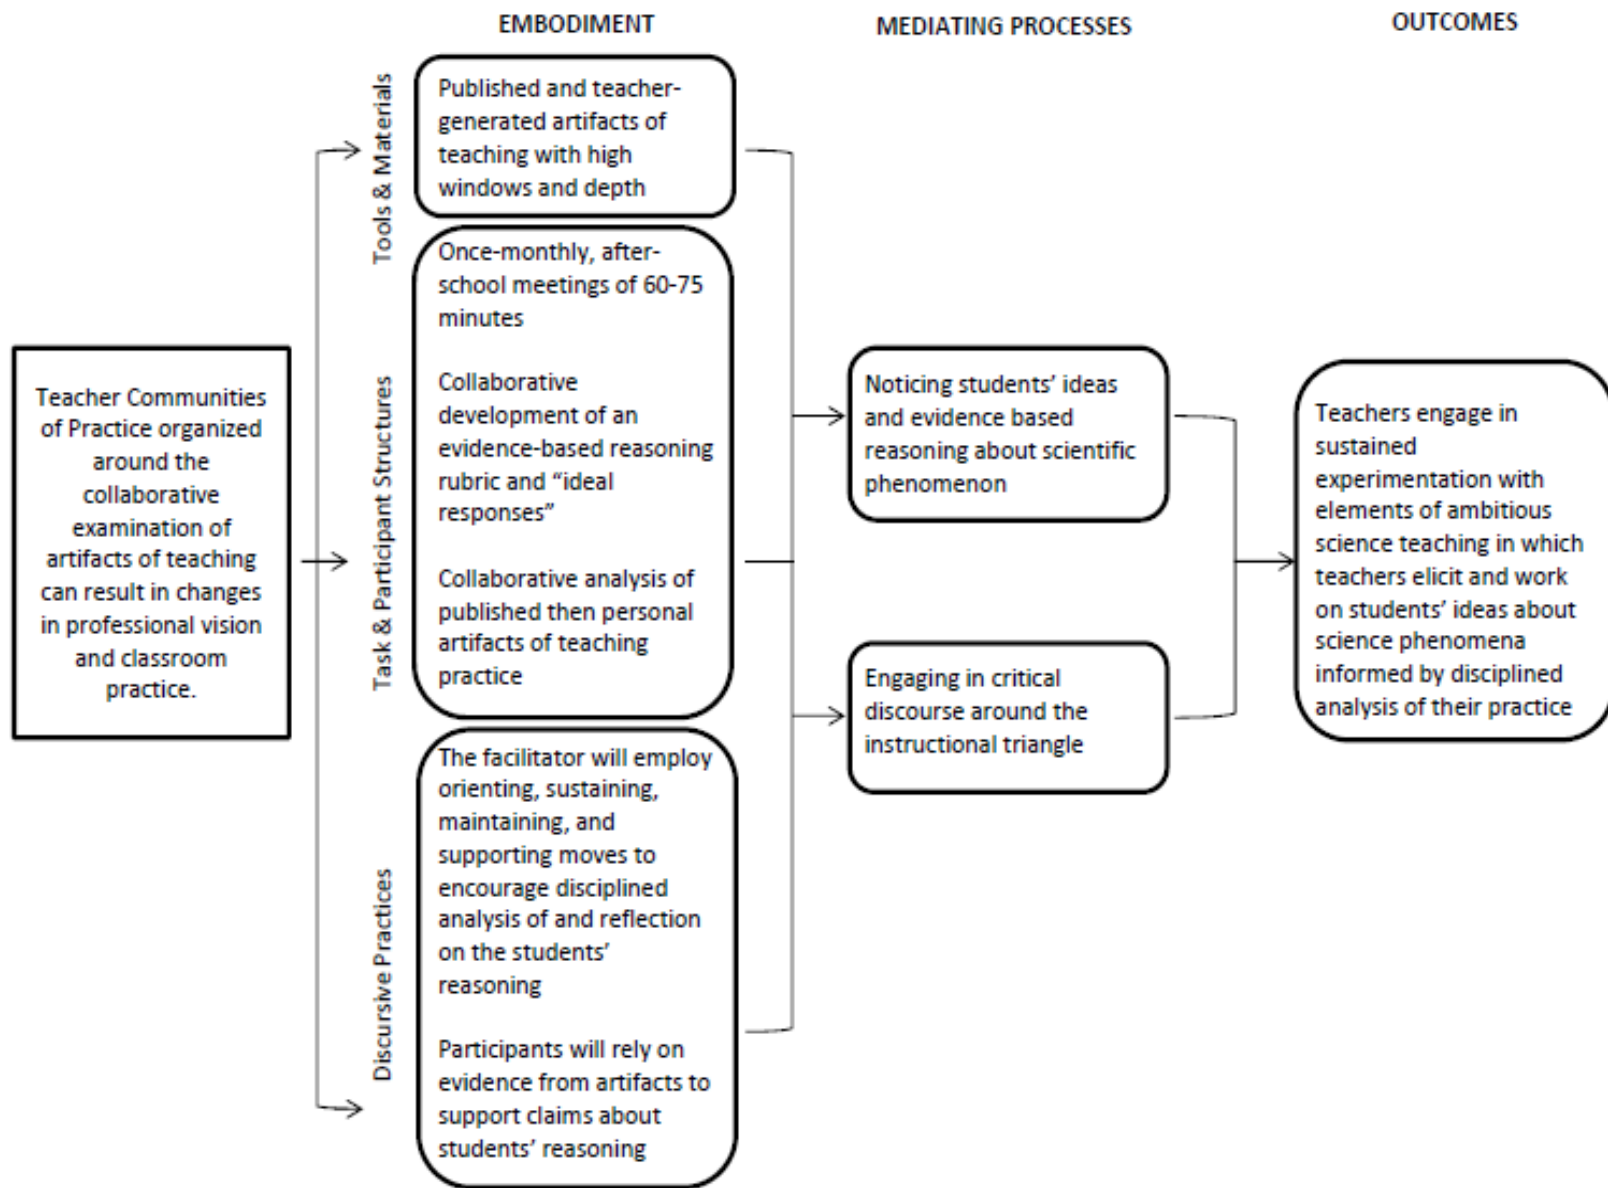 EMBODIMENT
MEDIATING PROCESSES
OUTCOMES
Teacher Communities
of Practice organized
around the
collaborative
examination of
artifacts of teaching
can result in changes
in professional vision
and classroom
practice.
Tools & Materials
Published and teacher-
generated artifacts of
teaching with high
windows and depth
Task & Participant Structures
Once-monthly, after-
school meetings of 60-75
minutes
Collaborative
development of an
evidence-based reasoning
rubric and “ideal
responses”
Collaborative analysis of
published then personal
artifacts of teaching
practice
Discursive Practices
The facilitator will employ
orienting, sustaining,
maintaining, and
supporting moves to
encourage disciplined
analysis of and reflection
on the students’
reasoning
Participants will rely on
evidence from artifacts to
support claims about
students’ reasoning
Noticing students’ ideas
and evidence based
reasoning about scientific
phenomenon
Engaging in critical
discourse around the
instructional triangle
Teachers engage in
sustained
experimentation with
elements of ambitious
science teaching in which
teachers elicit and work
on students’ ideas about
science phenomena
informed by disciplined
analysis of their practice